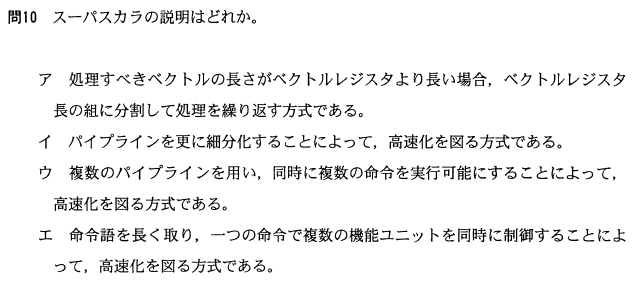 問10 スーパスカラの説明はどれか。
ア 処理すべきベクトルの長さがベクトルレジスタより長い場合，ベクトルレジスタ
長の組に分割して処理を繰り返す方式である。
イ パイプラインを更に細分化することによって，高速化を図る方式である。
ウ 複数のパイプラインを用い，同時に複数の命令を実行可能にすることによって，
高速化を図る方式である。
エ 命令語を長く取り，一つの命令で複数の機能ユニットを同時に制御することによ
って，高速化を図る方式である。